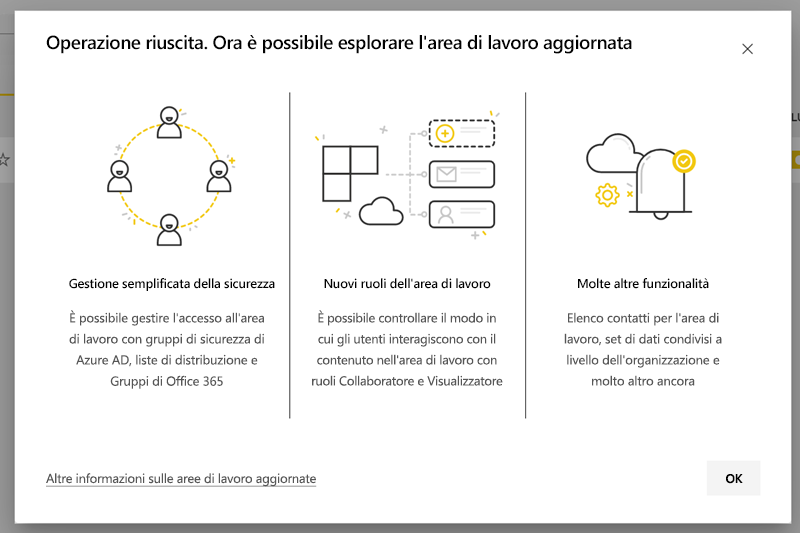 Operazione riuscita. Ora è possibile esplorare l'area di lavoro aggiornata
Gestione semplificata della sicurezza
È possibile gestire l'accesso all'area
di lavoro con gruppi di sicurezza di
Azure AD, liste di distribuzione e
Gruppi di Office 365
Nuovi ruoli dell'area di lavoro
È possibile controllare il modo in
cui gli utenti interagiscono con il
contenuto nell'area di lavoro con
ruoli Collaboratore e Visualizzatore
Molte altre funzionalità
Elenco contatti per l'area di
lavoro, set di dati condivisi a
livello dell'organizzazione e
molto altro ancora
Altre informazioni sulle aree di lavoro aggiornate
OK